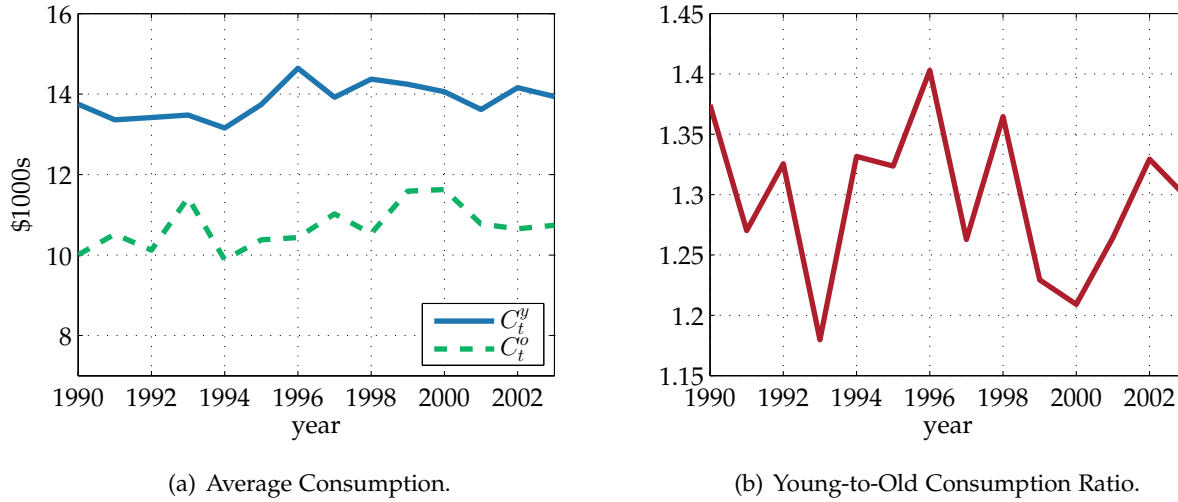 16
14
12
10
8
$1000s
1990 1992 1994 1996 1998 2000 2002
year
C_t^y
C_t^o
(a) Average Consumption.
1.45
1.4
1.35
1.3
1.25
1.2
1.15
1990 1992 1994 1996 1998 2000 2002
year
(b) Young-to-Old Consumption Ratio.